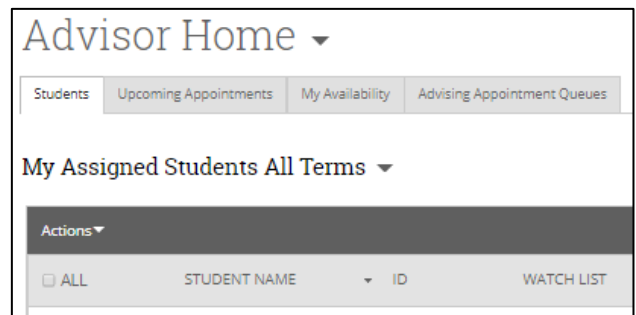 Advisor Home
Students Upcoming Appointments My Availability Advising Appointment Queues
My Assigned Students All Terms
Actions
ALL STUDENT NAME ID WATCH LIST